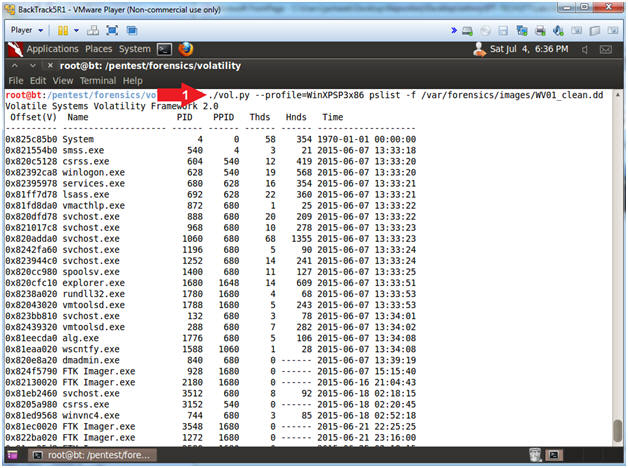 BackTrack5R1 - VMware Player (Non-commercial use only)
Player
Applications Places System
Sat Jul 4, 6:36 PM
root@bt: /pentest/forensics/volatility
File Edit View Terminal Help
root@bt:/pentest/forensics/vo 1 ./vol.py --profile=WinXPSP3x86 pslist -f /var/forensics/images/WV01_clean.dd
Volatile Systems Volatility Framework 2.0
Offset(V) Name PID PPID Thds Hnds Time
---------- -------------------- ------ ------ ------ ------ -------------------
0x825c85b0 System 4 0 58 354 1970-01-01 00:00:00
0x821554b0 smss.exe 540 4 3 21 2015-06-07 13:33:18
0x820c5128 csrss.exe 604 540 12 419 2015-06-07 13:33:20
0x82392ca8 winlogon.exe 628 540 19 568 2015-06-07 13:33:20
0x82395978 services.exe 680 628 16 354 2015-06-07 13:33:21
0x81ff7d78 lsass.exe 692 628 22 360 2015-06-07 13:33:21
0x81fd8da0 vmacthlp.exe 872 680 1 25 2015-06-07 13:33:22
0x820dfd78 svchost.exe 888 680 20 209 2015-06-07 13:33:22
0x821017c8 svchost.exe 968 680 10 278 2015-06-07 13:33:23
0x820adda0 svchost.exe 1060 680 68 1355 2015-06-07 13:33:23
0x8242fa60 svchost.exe 1196 680 5 90 2015-06-07 13:33:24
0x823944c0 svchost.exe 1252 680 14 241 2015-06-07 13:33:24
0x820cc980 spoolsv.exe 1400 680 11 127 2015-06-07 13:33:25
0x820cfc10 explorer.exe 1680 1648 14 609 2015-06-07 13:33:51
0x8238a020 rundll32.exe 1780 1680 4 68 2015-06-07 13:33:53
0x82043020 vmtoolsd.exe 1788 1680 5 243 2015-06-07 13:33:53
0x823bb810 svchost.exe 132 680 3 78 2015-06-07 13:34:01
0x82439320 vmtoolsd.exe 288 680 7 282 2015-06-07 13:34:02
0x81eecda0 alg.exe 1776 680 5 106 2015-06-07 13:34:08
0x81eaa020 wscntfy.exe 1588 1060 1 28 2015-06-07 13:34:08
0x820e8a20 dmadmin.exe 840 680 0 ------ 2015-06-07 13:39:19
0x824f5790 FTK Imager.exe 928 1680 0 ------ 2015-06-07 15:15:40
0x82130020 FTK Imager.exe 2180 1680 0 ------ 2015-06-16 21:04:43
0x81eb2460 svchost.exe 3512 680 8 92 2015-06-18 02:18:15
0x8205a980 csrss.exe 3152 540 0 ------ 2015-06-18 02:20:45
0x81ed9568 winvnc4.exe 744 680 3 85 2015-06-18 02:52:18
0x81ec0020 FTK Imager.exe 3548 1680 0 ------ 2015-06-21 22:25:25
0x822ba020 FTK Imager.exe 1272 1680 0 ------ 2015-06-21 23:16:00
root@bt: /pentest/fore...